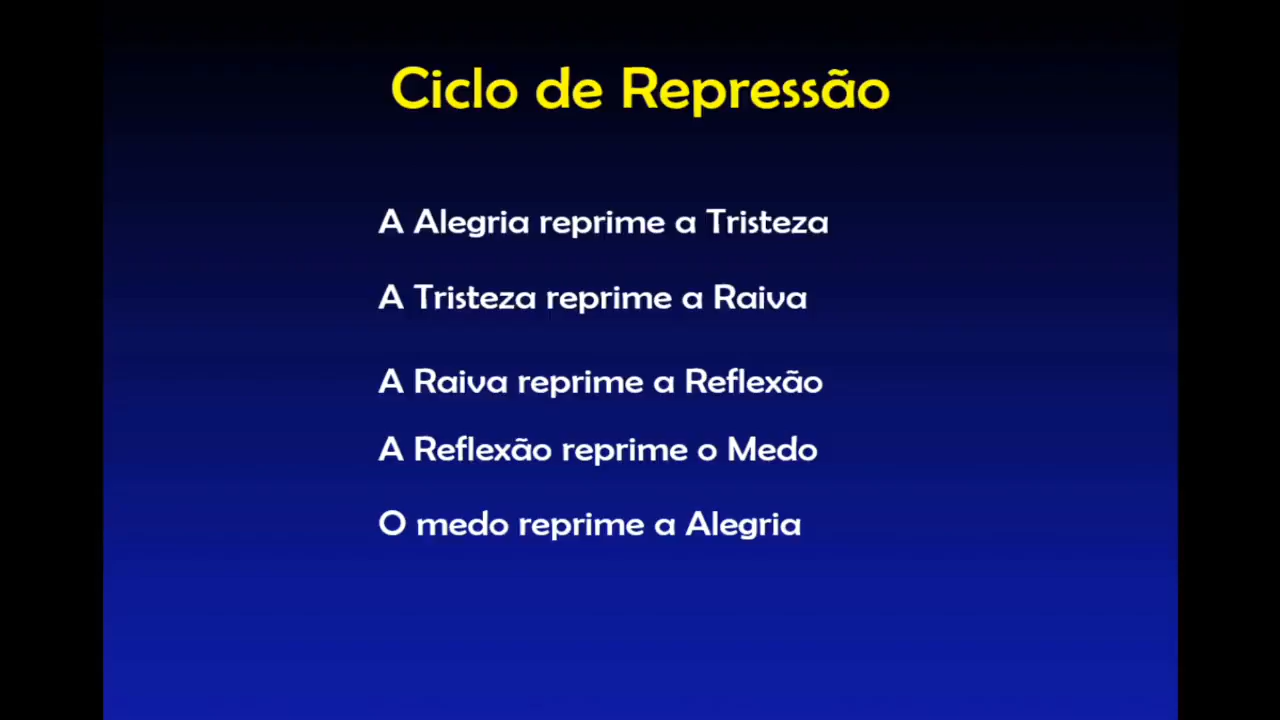 Ciclo de Repressão
A Alegria reprime a Tristeza
A Tristeza reprime a Raiva
A Raiva reprime a Reflexão
A Reflexão reprime o Medo
O medo reprime a Alegria